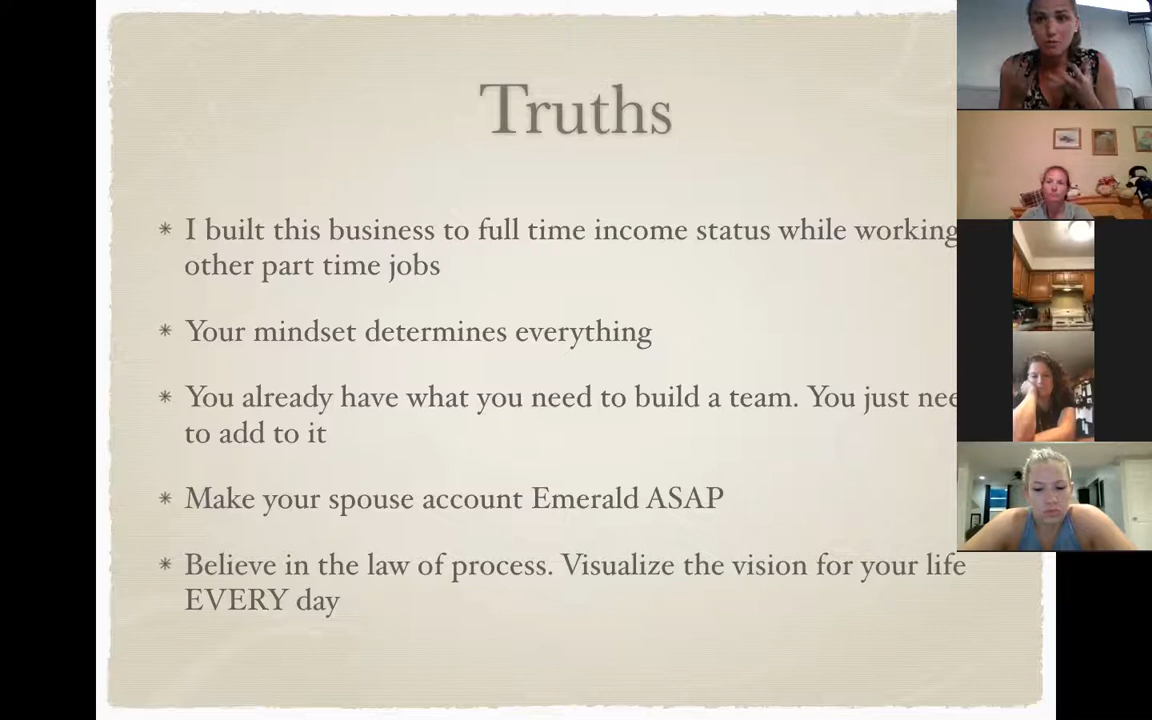 Truths
* I built this business to full time income status while working
other part time jobs
* Your mindset determines everything
* You already have what you need to build a team. You just nee
to add to it
* Make your spouse account Emerald ASAP
* Believe in the law of process. Visualize the vision for your life
EVERY day